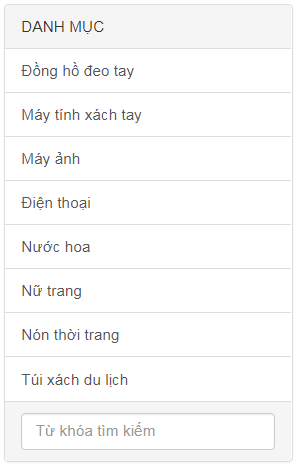 DANH MỤC
Đồng hồ đeo tay
Máy tính xách tay
Máy ảnh
Điện thoại
Nước hoa
Nữ trang
Nón thời trang
Túi xách du lịch
Từ khóa tìm kiếm